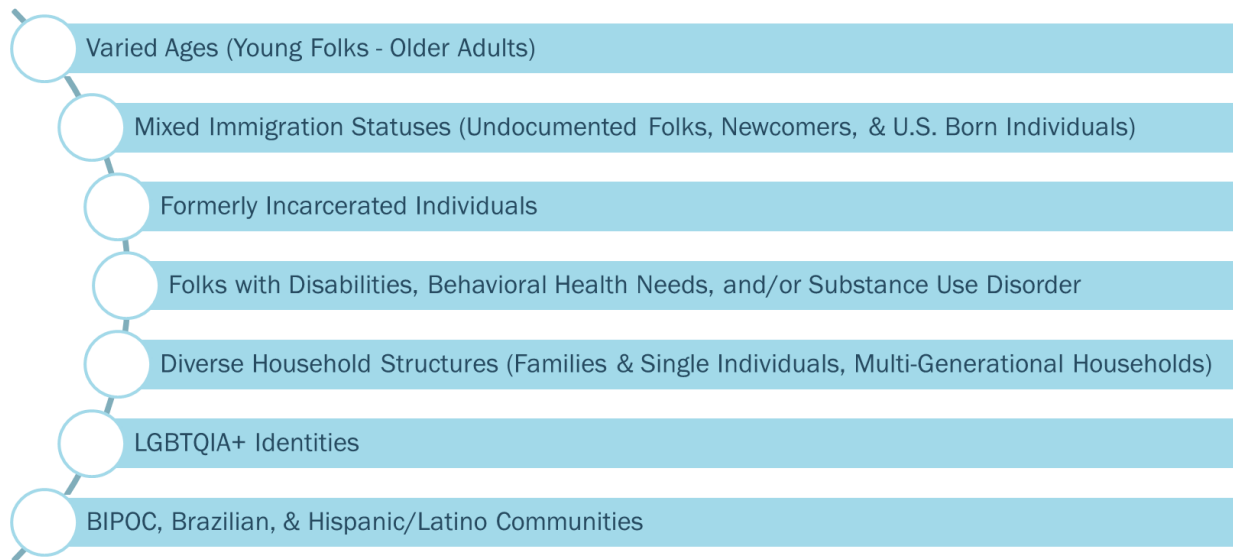 Varied Ages (Young Folks - Older Adults)
Mixed Immigration Statuses (Undocumented Folks, Newcomers, & U.S. Born Individuals)
Formerly Incarcerated Individuals
Folks with Disabilities, Behavioral Health Needs, and/or Substance Use Disorder
Diverse Household Structures (Families & Single Individuals, Multi-Generational Households)
LGBTQIA+ Identities
BIPOC, Brazilian, & Hispanic/Latino Communities